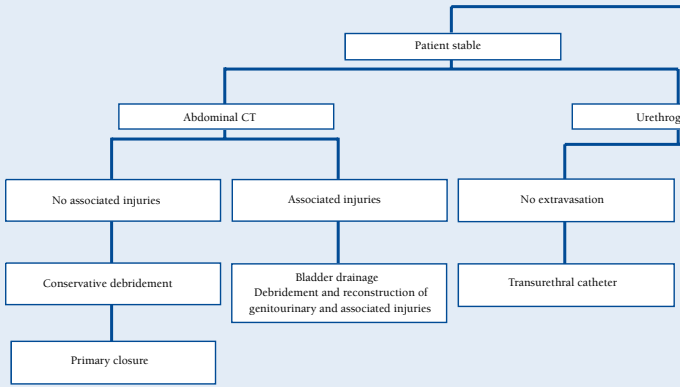 Patient stable
Abdominal CT
Urethrog
No associated injuries
Associated injuries
No extravasation
Conservative debridement
Bladder drainage
Debridement and reconstruction of
genitourinary and associated injuries
Transurethral catheter
Primary closure